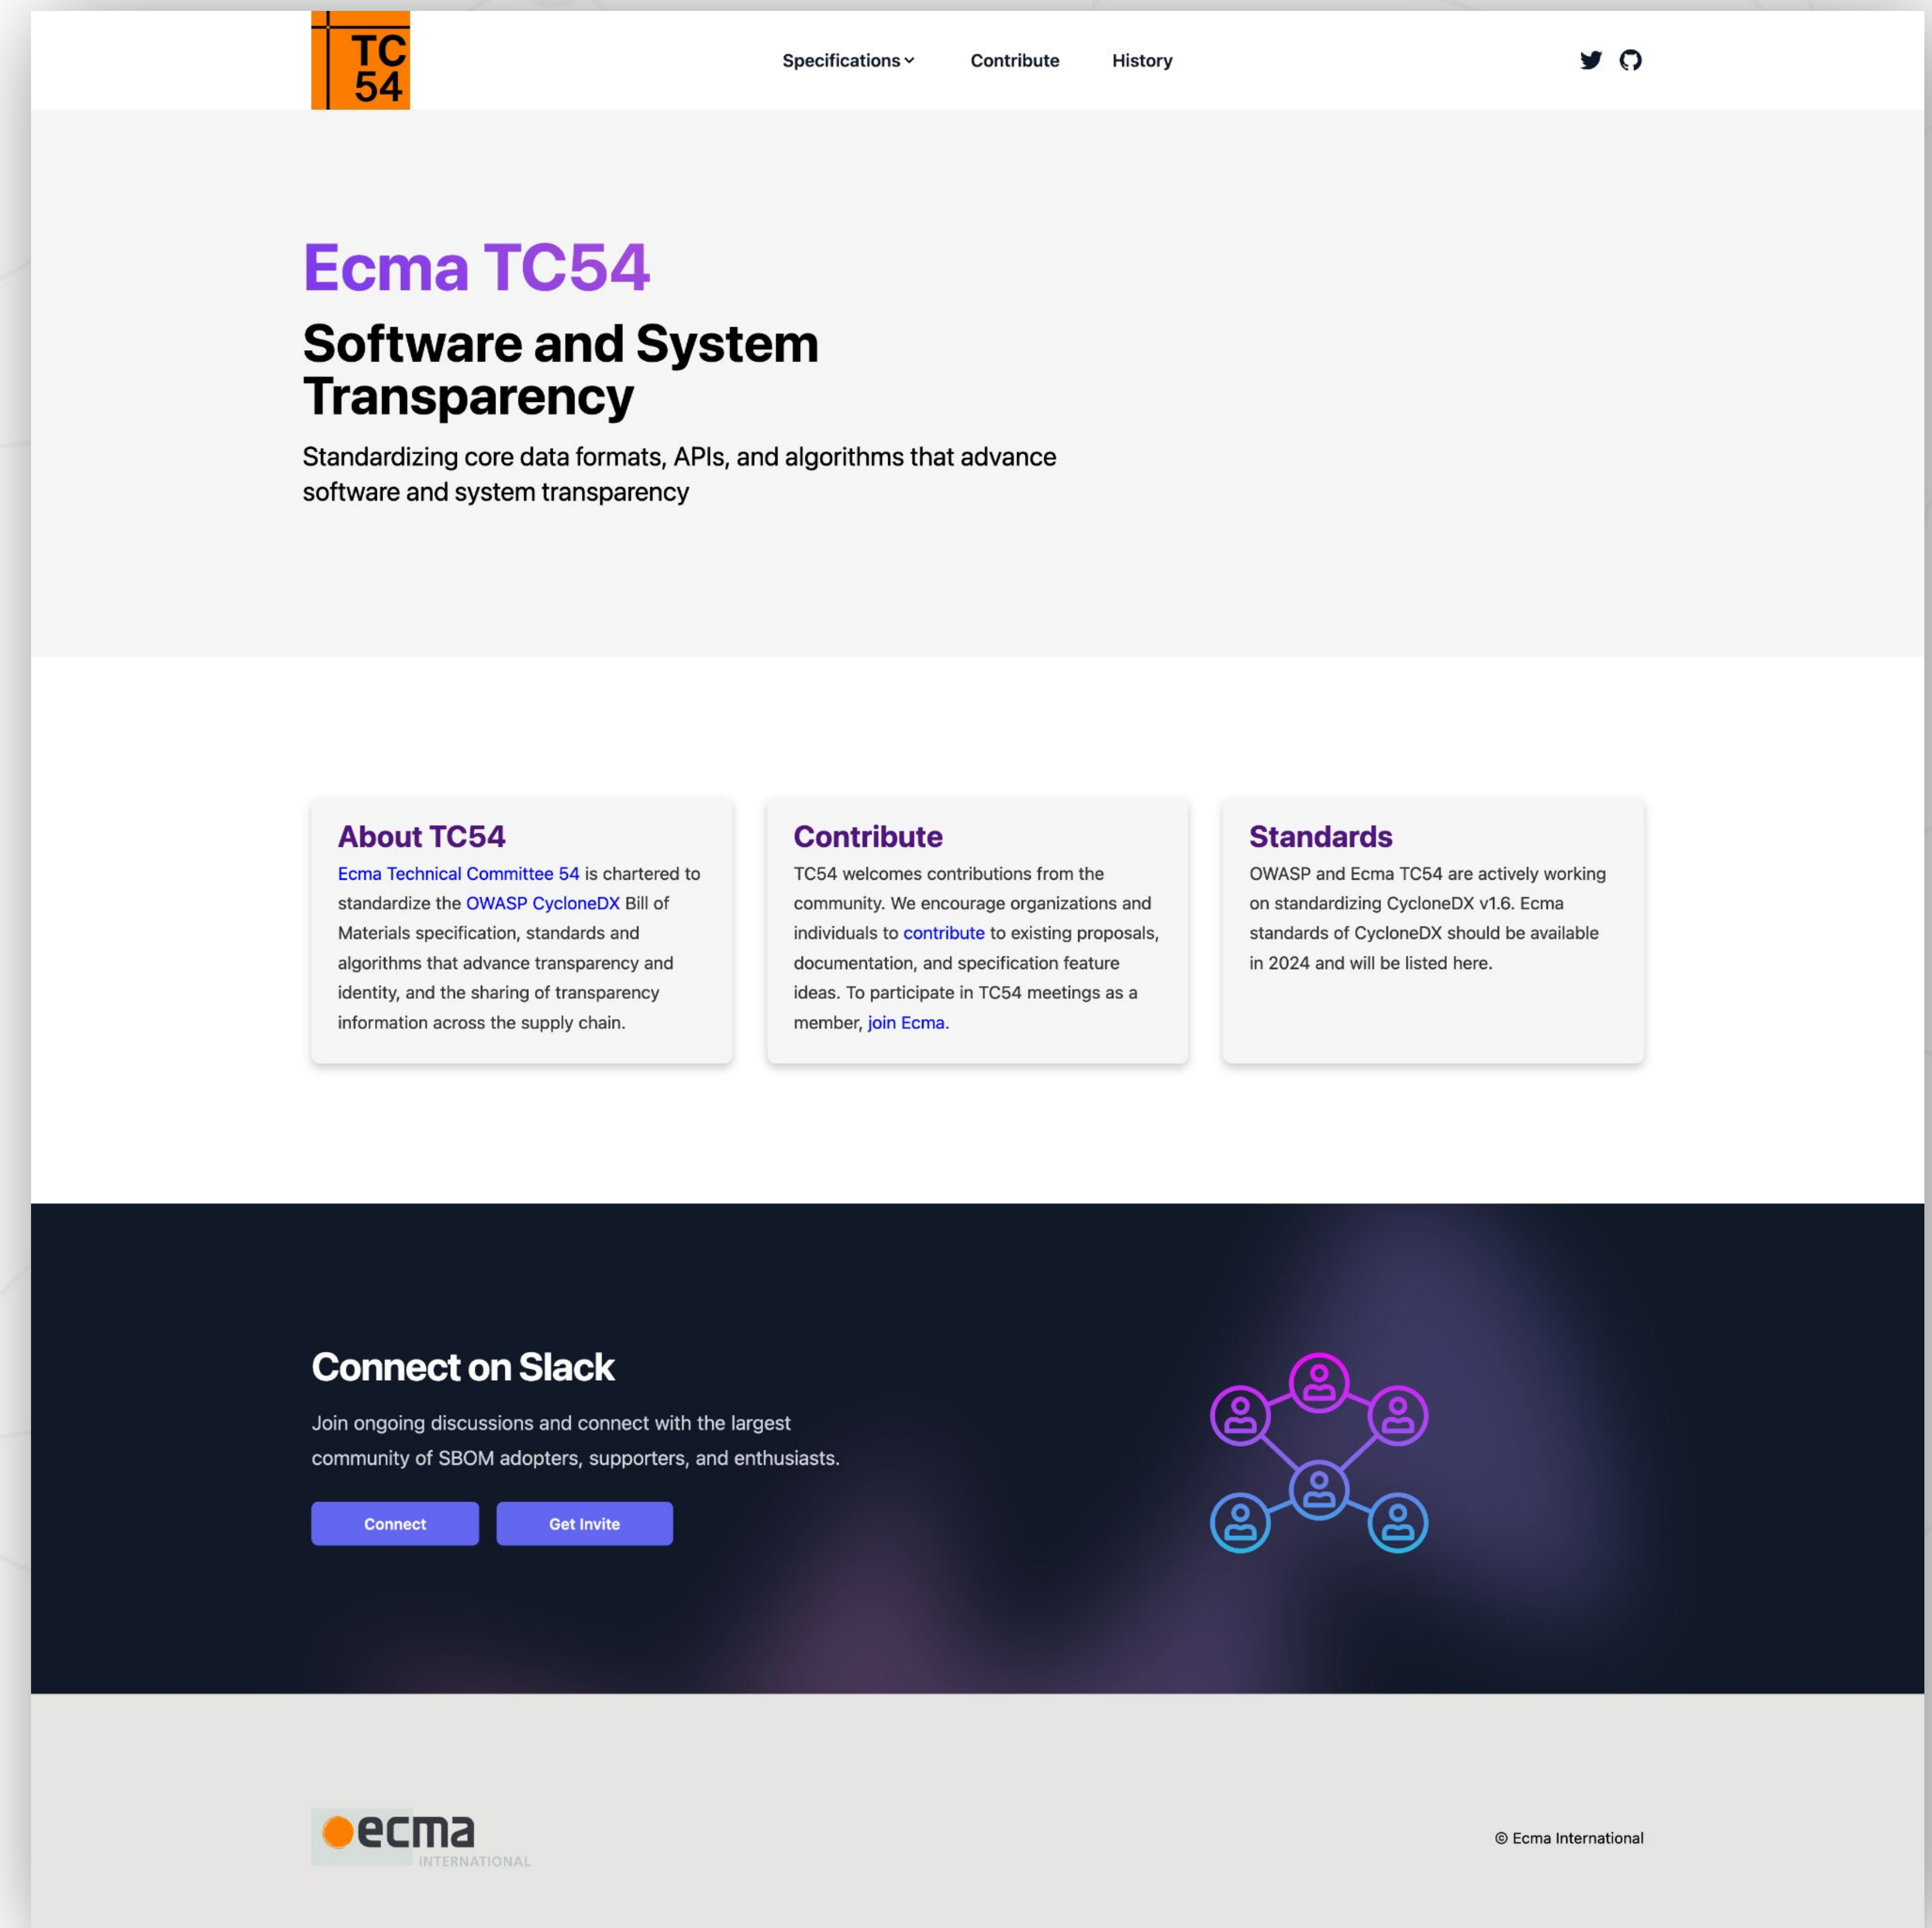 TC
54
Specifications
Contribute
History
Ecma TC54
Software and System
Transparency
Standardizing core data formats, APIs, and algorithms that advance
software and system transparency
About TC54
Ecma Technical Committee 54 is chartered to
standardize the OWASP CycloneDX Bill of
Materials specification, standards and
algorithms that advance transparency and
identity, and the sharing of transparency
information across the supply chain.
Contribute
TC54 welcomes contributions from the
community. We encourage organizations and
individuals to contribute to existing proposals,
documentation, and specification feature
ideas. To participate in TC54 meetings as a
member, join Ecma.
Standards
OWASP and Ecma TC54 are actively working
on standardizing CycloneDX v1.6. Ecma
standards of CycloneDX should be available
in 2024 and will be listed here.
Connect on Slack
Join ongoing discussions and connect with the largest
community of SBOM adopters, supporters, and enthusiasts.
Connect
Get Invite
ecma
INTERNATIONAL
© Ecma International